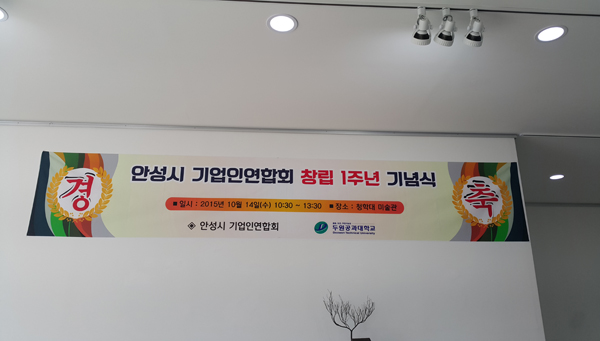 경 안성시 기업인연합회 창립 1주년 기념식 축
■ 일시 : 2015년 10월 14일(수) 10:30 ~ 13:30 ■ 장소 : 청학대 미술관
◈ 안성시 기업인연합회 두원공과대학교